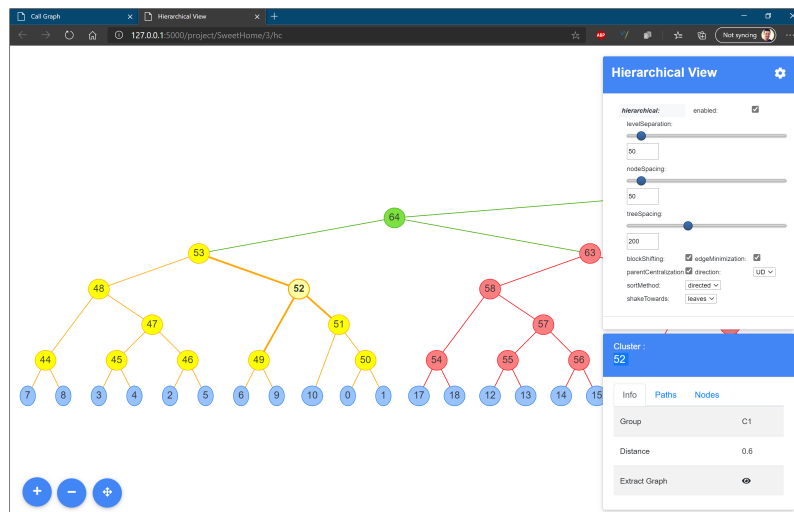 Call Graph
Hierarchical View
127.0.0.1:5000/project/SweetHome/3/hc
ABP
Not syncing
Hierarchical View
hierarchical:
enabled:
levelSeparation:
50
nodeSpacing:
50
treeSpacing:
200
blockShifting:
edgeMinimization:
parentCentralization
direction:
UD
sortMethod:
directed
shakeTowards:
leaves
64
53
63
48
52
58
47
51
57
44
45
46
49
50
54
55
56
7
8
3
4
2
5
6
9
10
0
1
17
18
12
13
14
15
Cluster :
52
Info
Paths
Nodes
Group
C1
Distance
0.6
Extract Graph